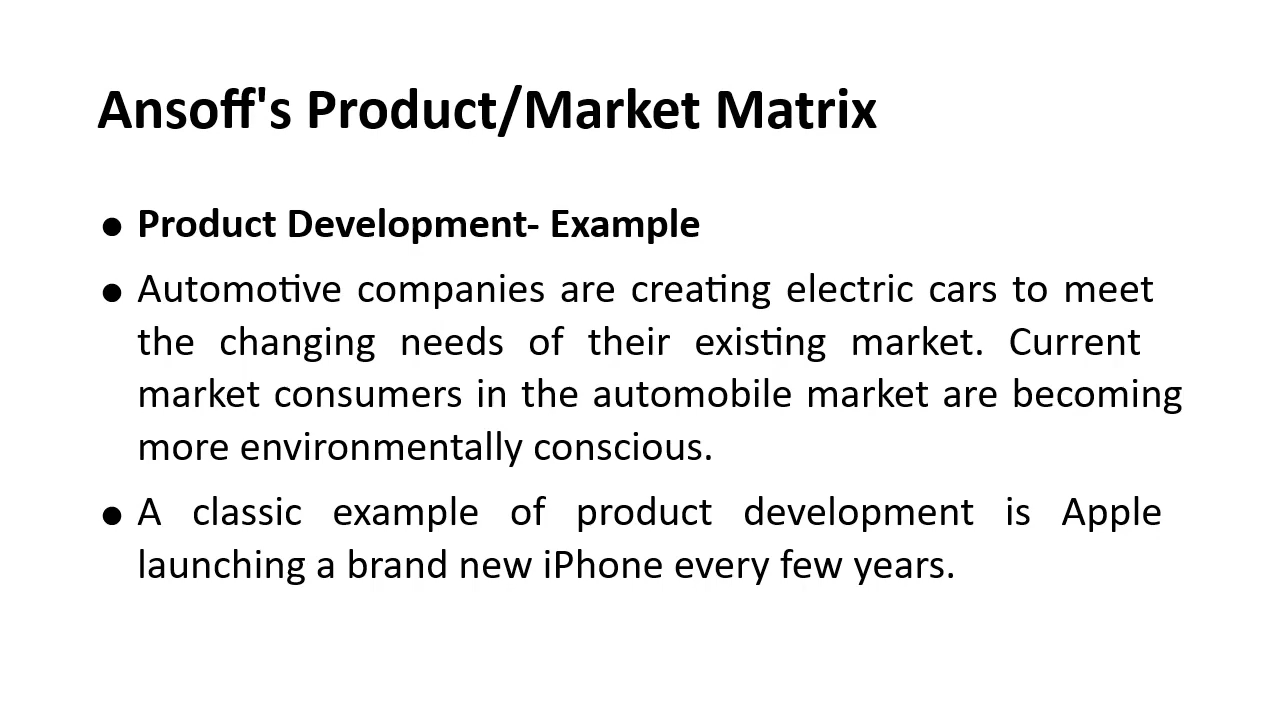 Ansoff's Product/Market Matrix
● Product Development- Example
● Automotive companies are creating electric cars to meet
the changing needs of their existing market. Current
market consumers in the automobile market are becoming
more environmentally conscious.
● A classic example of product development is Apple
launching a brand new iPhone every few years.